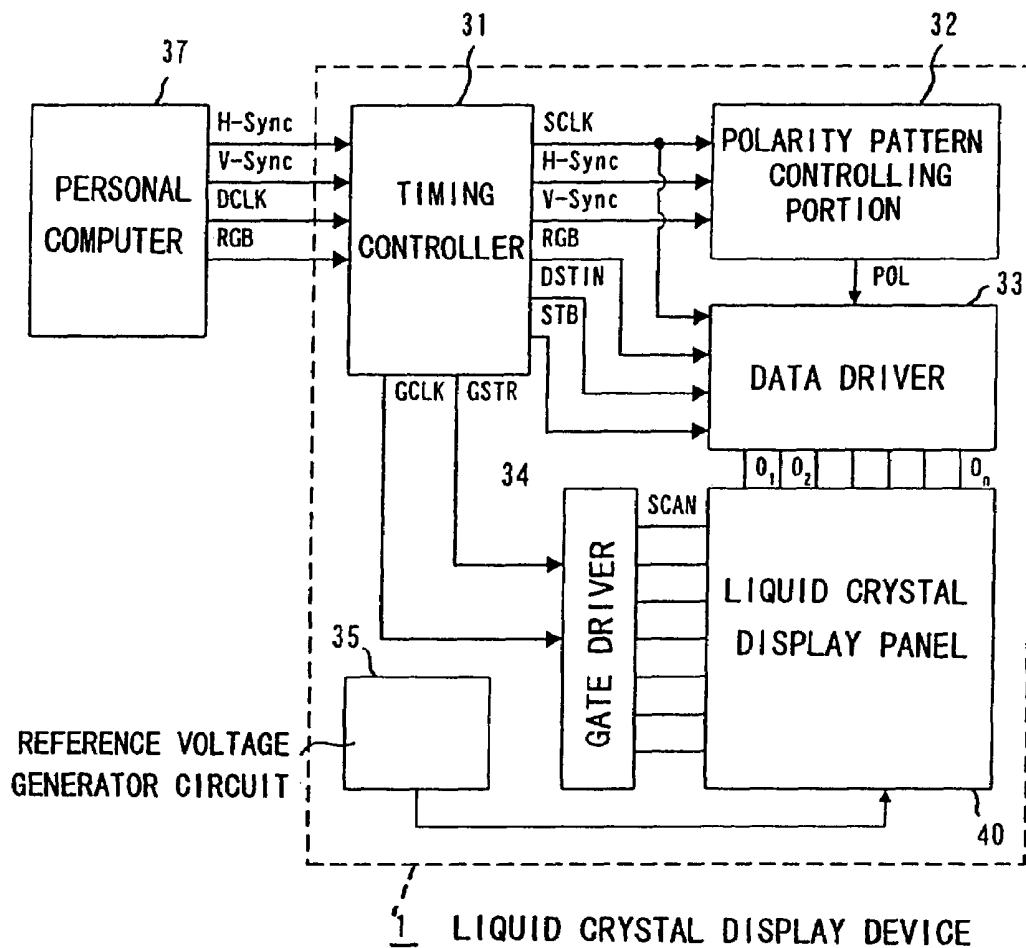 31
32
37
H-Sync
V-Sync
DCLK
RGB
PERSONAL
COMPUTER
TIMING
CONTROLLER
SCLK
H-Sync
V-Sync
RGB
DSTIN
STB
POLARITY PATTERN
CONTROLLING
PORTION
POL
33
DATA DRIVER
GCLK GSTR
O1 O2 On
34
SCAN
GATE DRIVER
LIQUID CRYSTAL
DISPLAY PANEL
35
REFERENCE VOLTAGE
GENERATOR CIRCUIT
40
1 LIQUID CRYSTAL DISPLAY DEVICE